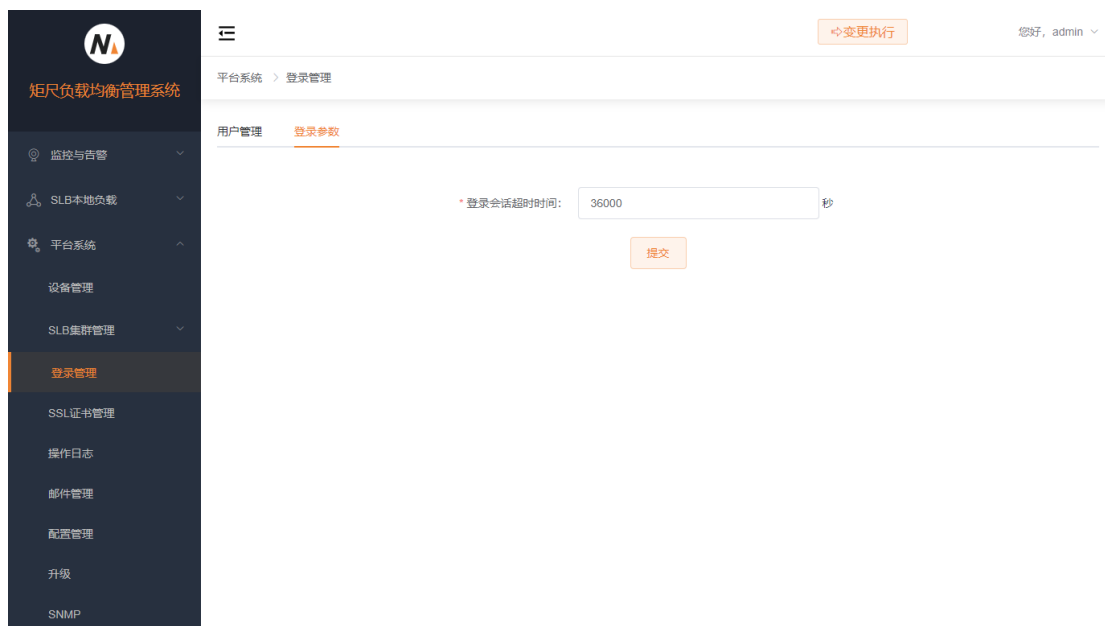 变更执行
您好，admin
矩尺负载均衡管理系统
平台系统 > 登录管理
用户管理
登录参数
监控与告警
SLB本地负载
平台系统
设备管理
SLB集群管理
登录管理
SSL证书管理
操作日志
邮件管理
配置管理
升级
SNMP
* 登录会话超时时间： 36000 秒
提交